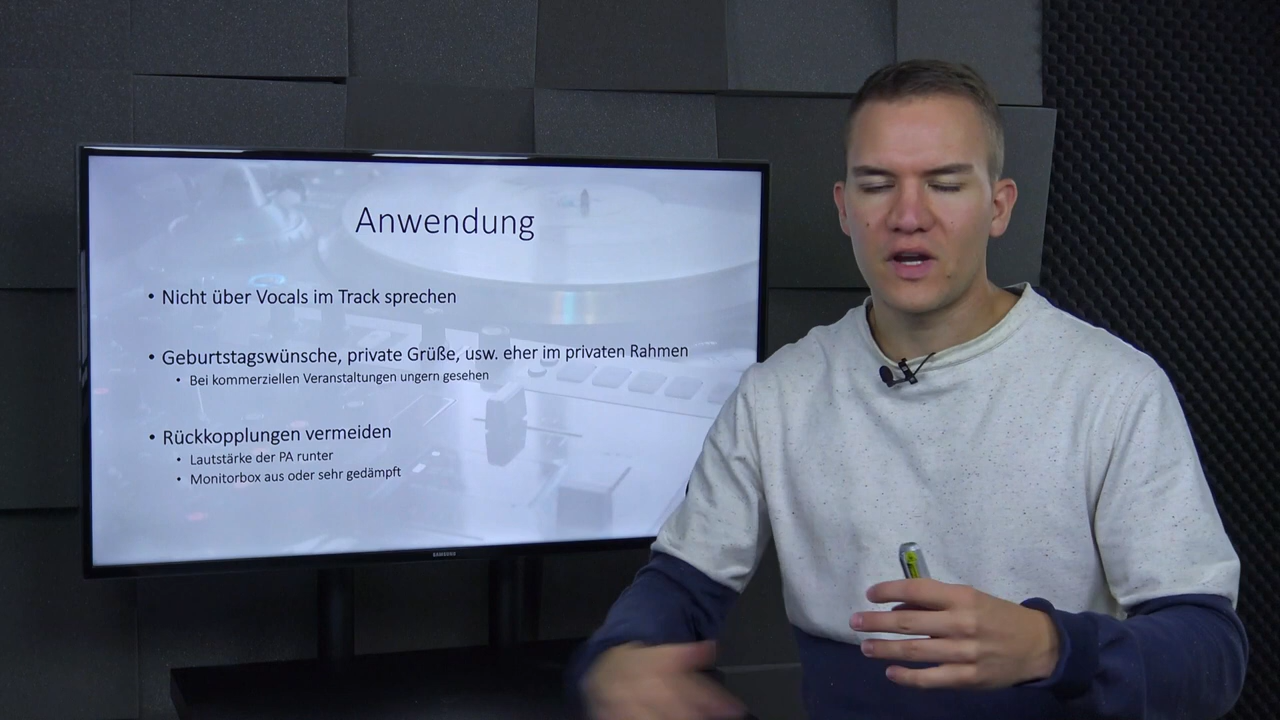 Anwendung
• Nicht über Vocals im Track sprechen
• Geburtstagswünsche, private Grüße, usw. eher im privaten Rahmen
• Bei kommerziellen Veranstaltungen ungern gesehen
• Rückkopplungen vermeiden
• Lautstärke der PA runter
• Monitorbox aus oder sehr gedämpft
SAMSUNG